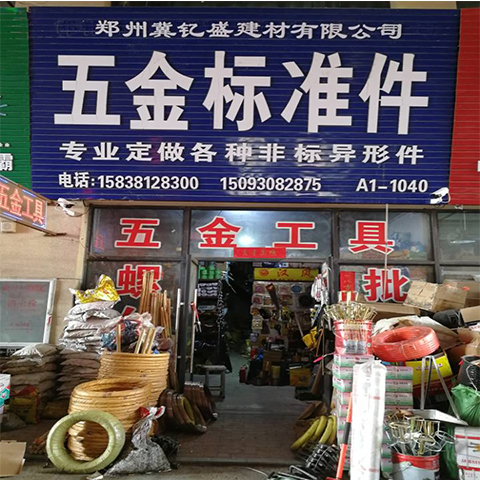 郑州冀钇盛建材有限公司
五金标准件
专业定做各种非标异形件
电话:15838128300 15093082875 A1-1040
霸
五金工具
五金工具
螺
批